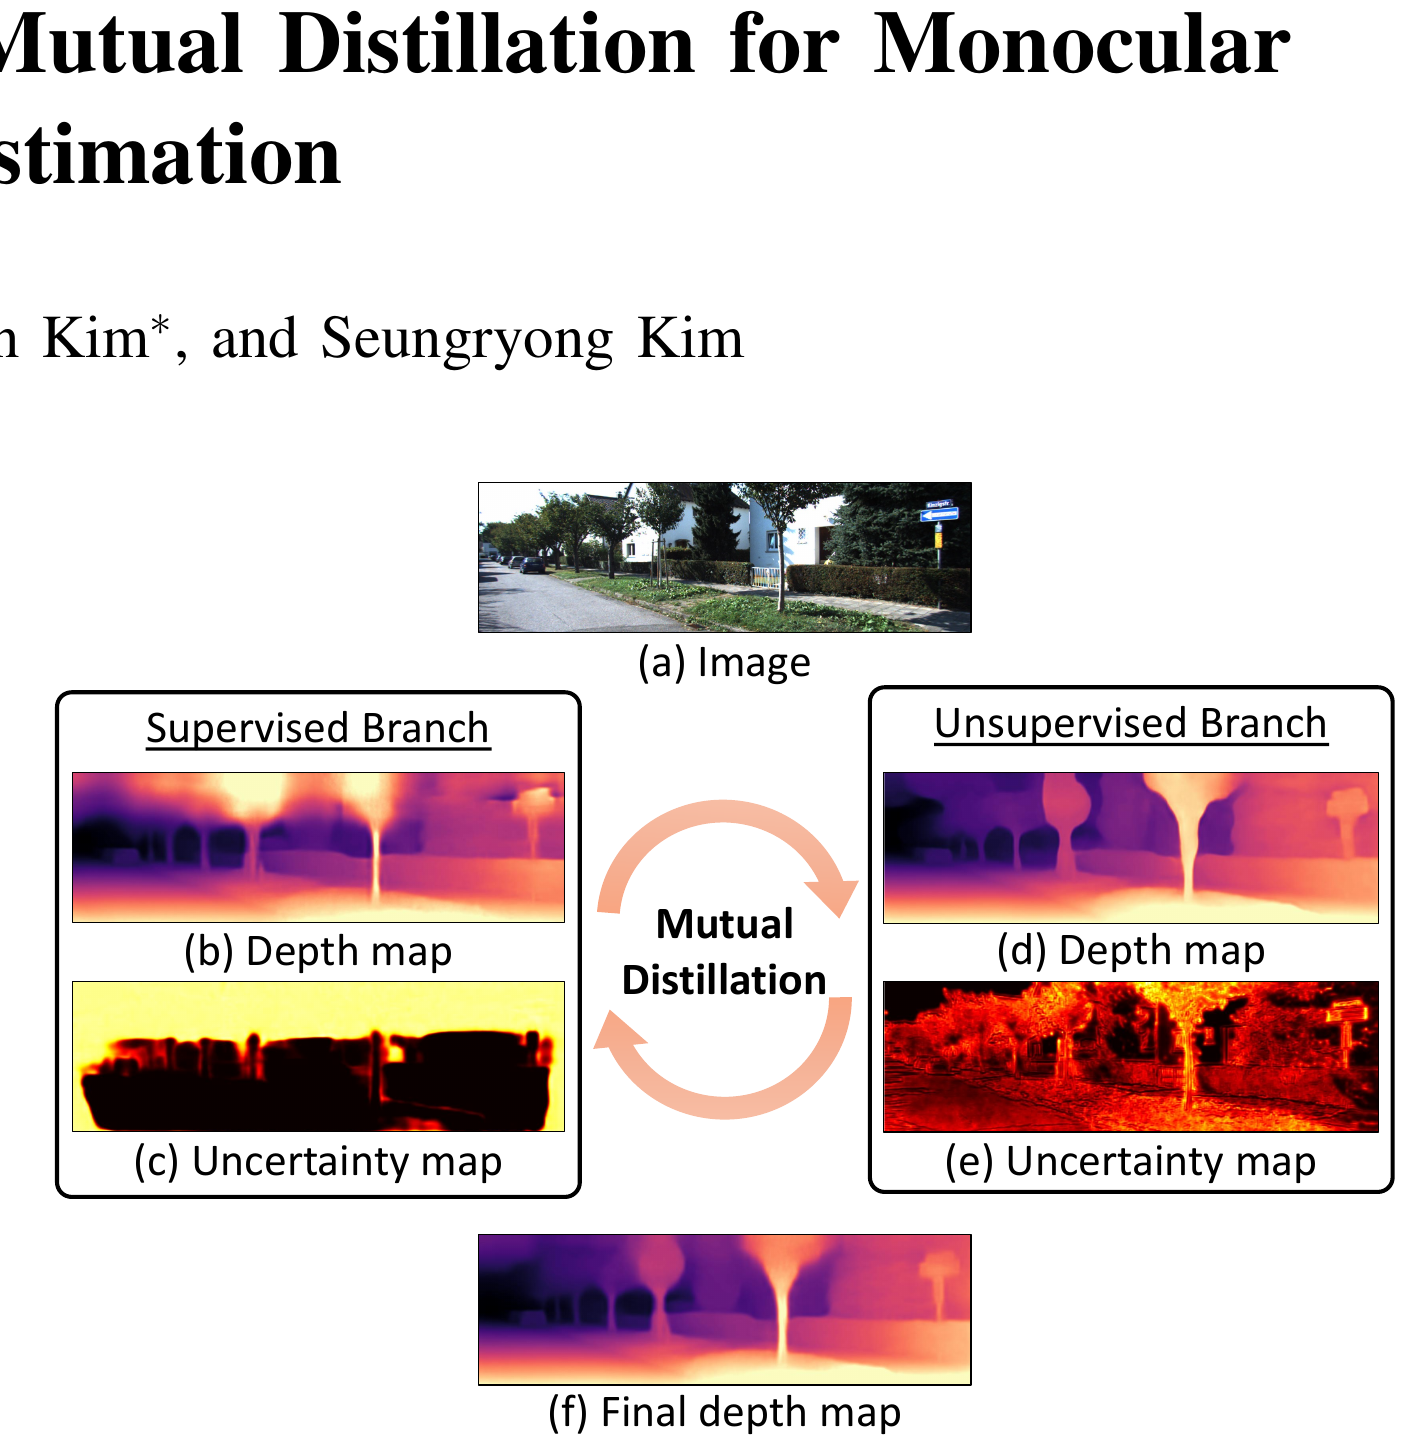 Mutual Distillation for Monocular
stimation
n Kim*, and Seungryong Kim
(a) Image
Supervised Branch
Unsupervised Branch
(b) Depth map
Mutual
Distillation
(d) Depth map
(c) Uncertainty map
(e) Uncertainty map
(f) Final depth map